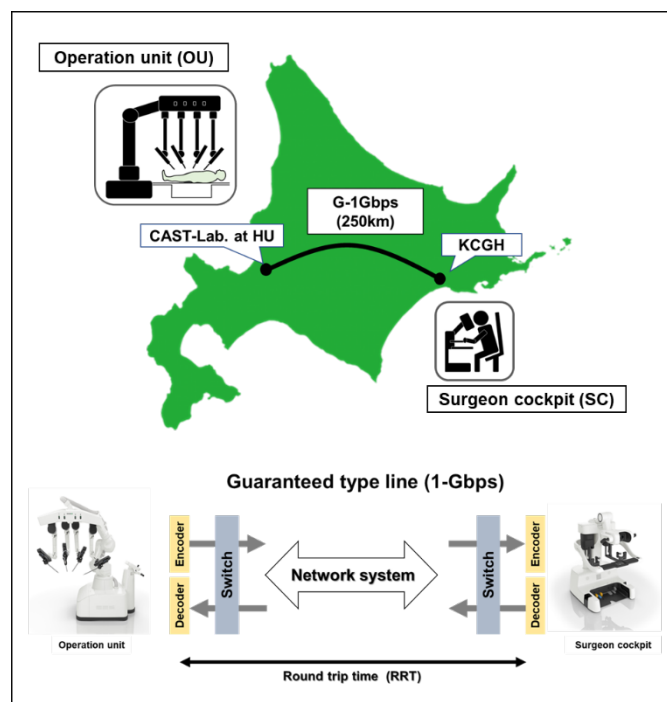 Operation unit (OU)
G-1Gbps
(250km)
CAST-Lab. at HU
KCGH
Surgeon cockpit (SC)
Guaranteed type line (1-Gbps)
Encoder
Decoder
Switch
Network system
Switch
Encoder
Decoder
Operation unit
Surgeon cockpit
Round trip time (RRT)